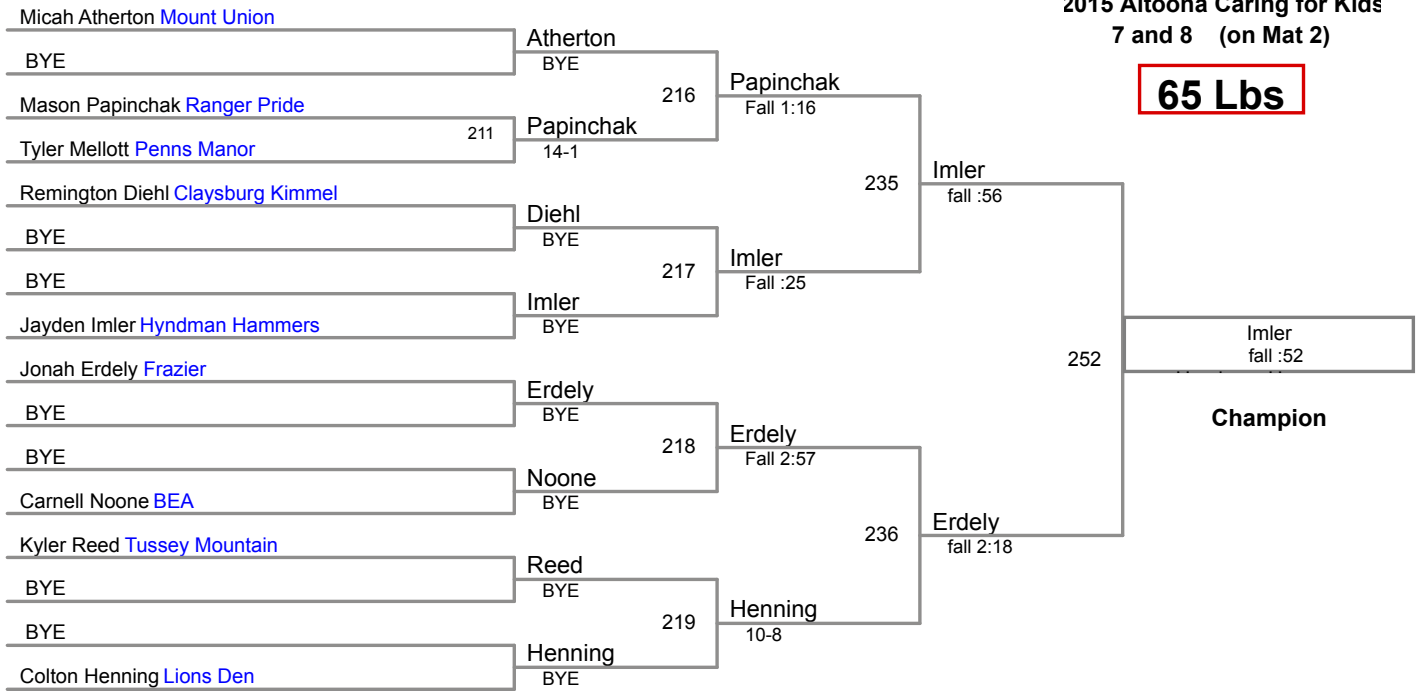 2015 Altoona Caring for Kids
7 and 8 (on Mat 2)
65 Lbs
Micah Atherton Mount Union
BYE
Mason Papinchak Ranger Pride
Tyler Mellott Penns Manor
Remington Diehl Claysburg Kimmel
BYE
BYE
Jayden Imler Hyndman Hammers
Jonah Erdely Frazier
BYE
BYE
Carnell Noone BEA
Kyler Reed Tussey Mountain
BYE
BYE
Colton Henning Lions Den
211
Atherton
BYE
Papinchak
14-1
Diehl
BYE
Imler
BYE
Erdely
BYE
Noone
BYE
Reed
BYE
Henning
BYE
216
217
218
219
Papinchak
Fall 1:16
Imler
Fall :25
Erdely
Fall 2:57
Henning
10-8
235
236
Imler
fall :56
Erdely
fall 2:18
252
Imler
fall :52
Champion